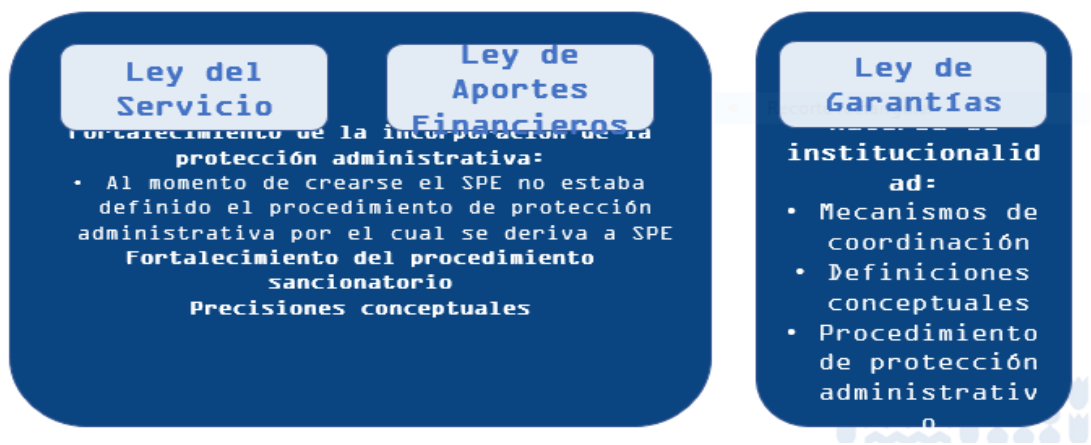 Ley del
Servicio
Ley de
Aportes
Financieros
Fortalecimiento de la incorporación de la
protección administrativa:
• Al momento de crearse el SPE no estaba
definido el procedimiento de protección
administrativa por el cual se deriva a SPE
Fortalecimiento del procedimiento
sancionatorio
Precisiones conceptuales
Ley de
Garantías
institucionalid
ad:
• Mecanismos de
coordinación
• Definiciones
conceptuales
• Procedimiento
de protección
administrativ
o